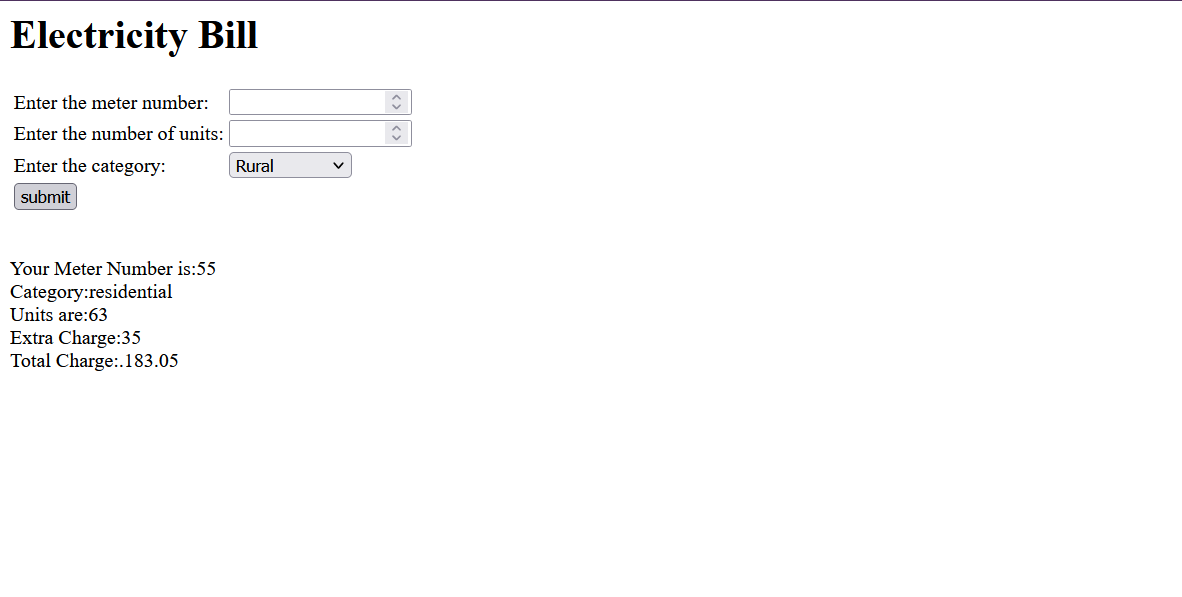 Electricity Bill
Enter the meter number:
Enter the number of units:
Enter the category: Rural
submit
Your Meter Number is:55
Category:residential
Units are:63
Extra Charge:35
Total Charge:.183.05